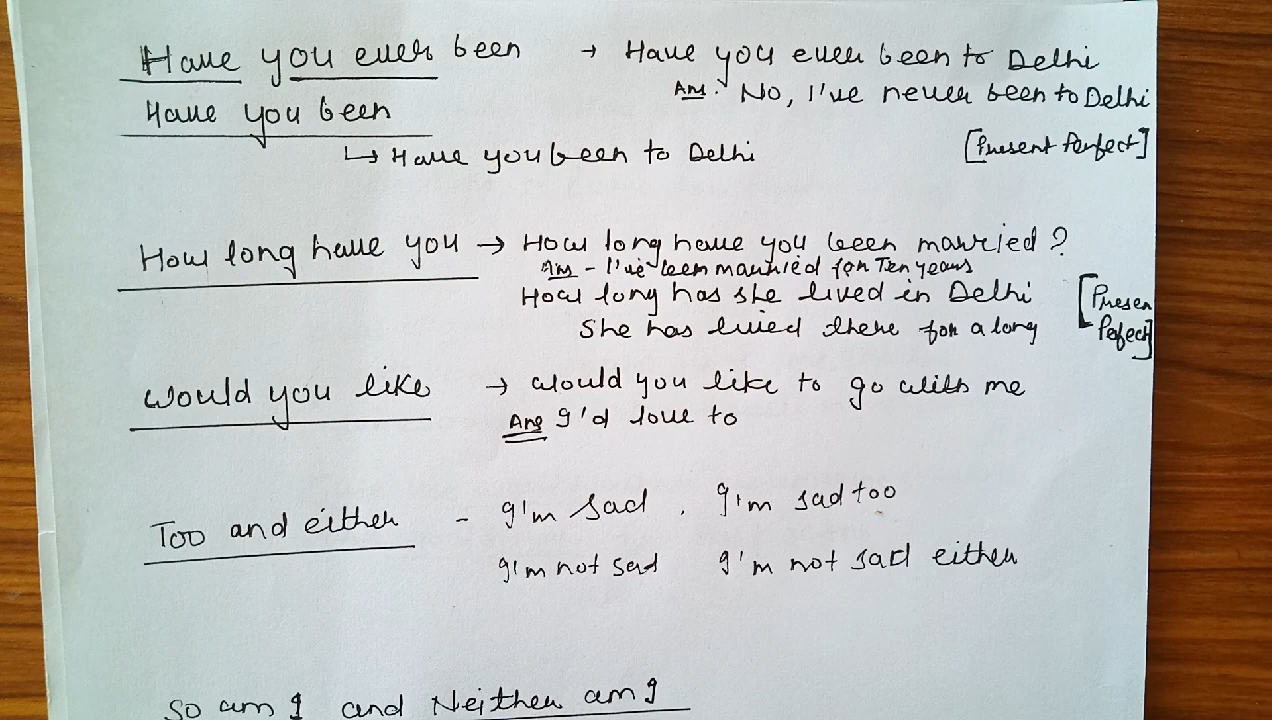 Have you ever been → Have you ever been to Delhi
Ans. No, I've never been to Delhi
Have you been
[Present Perfect]
↳ Have you been to Delhi
How long have you → How long have you been married?
Ans - I've been married for Ten years
How long has she lived in Delhi
[Presen
She has lived there for a long
Pefect]
Would you like → Would you like to go with me
Ans I'd love to
Too and either - I'm sad . I'm sad too
I'm not sad I'm not sad either
So am I and Neither am I